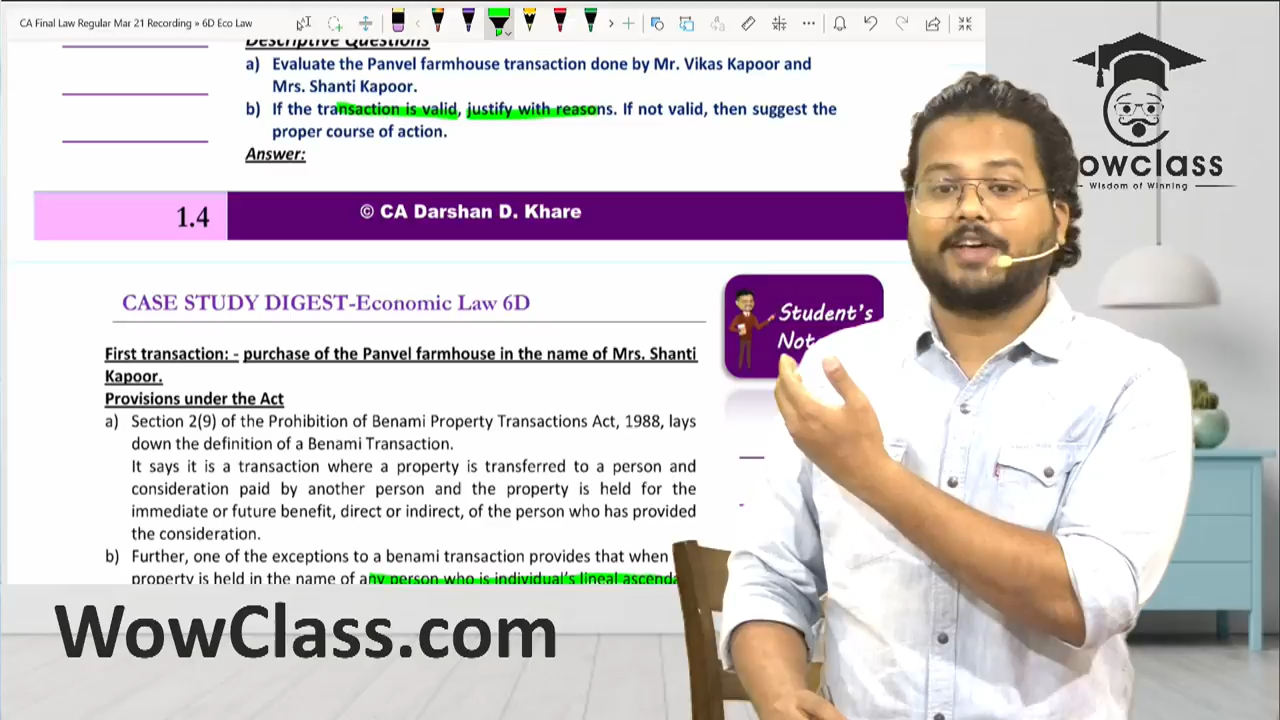 CA Final Law Regular Mar 21 Recording » 6D Eco Law
Descriptive Questions
a) Evaluate the Panvel farmhouse transaction done by Mr. Vikas Kapoor and
Mrs. Shanti Kapoor.
b) If the transaction is valid, justify with reasons. If not valid, then suggest the
proper course of action.
Answer:
1.4
© CA Darshan D. Khare
owclass
Wisdom of Winning
CASE STUDY DIGEST-Economic Law 6D
Student's
Not
First transaction: - purchase of the Panvel farmhouse in the name of Mrs. Shanti
Kapoor.
Provisions under the Act
a) Section 2(9) of the Prohibition of Benami Property Transactions Act, 1988, lays
down the definition of a Benami Transaction.
It says it is a transaction where a property is transferred to a person and
consideration paid by another person and the property is held for the
immediate or future benefit, direct or indirect, of the person who has provided
the consideration.
b) Further, one of the exceptions to a benami transaction provides that when
property is held in the name of any person who is individual's lineal ascenda
WowClass.com